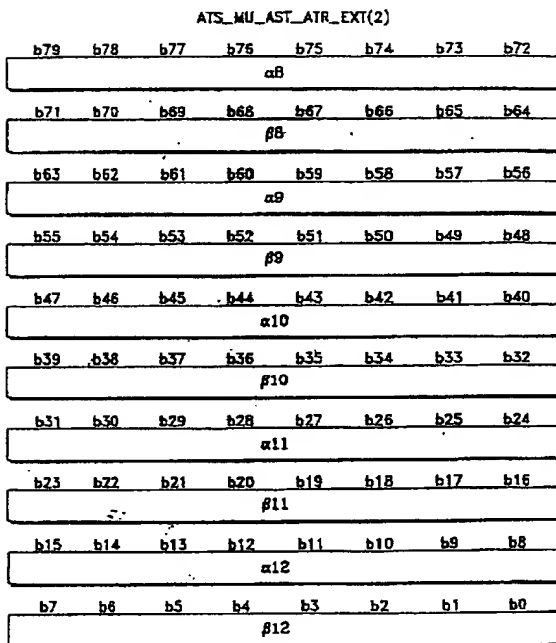 ATS_MU_AST_ATR_EXT(2)
b79 b78 b77 b76 b75 b74 b73 b72
α8
b71 b70 b69 b68 b67 b66 b65 b64
β8
b63 b62 b61 b60 b59 b58 b57 b56
α9
b55 b54 b53 b52 b51 b50 b49 b48
β9
b47 b46 b45 b44 b43 b42 b41 b40
α10
b39 b38 b37 b36 b35 b34 b33 b32
β10
b31 b30 b29 b28 b27 b26 b25 b24
α11
b23 b22 b21 b20 b19 b18 b17 b16
β11
b15 b14 b13 b12 b11 b10 b9 b8
α12
b7 b6 b5 b4 b3 b2 b1 b0
β12